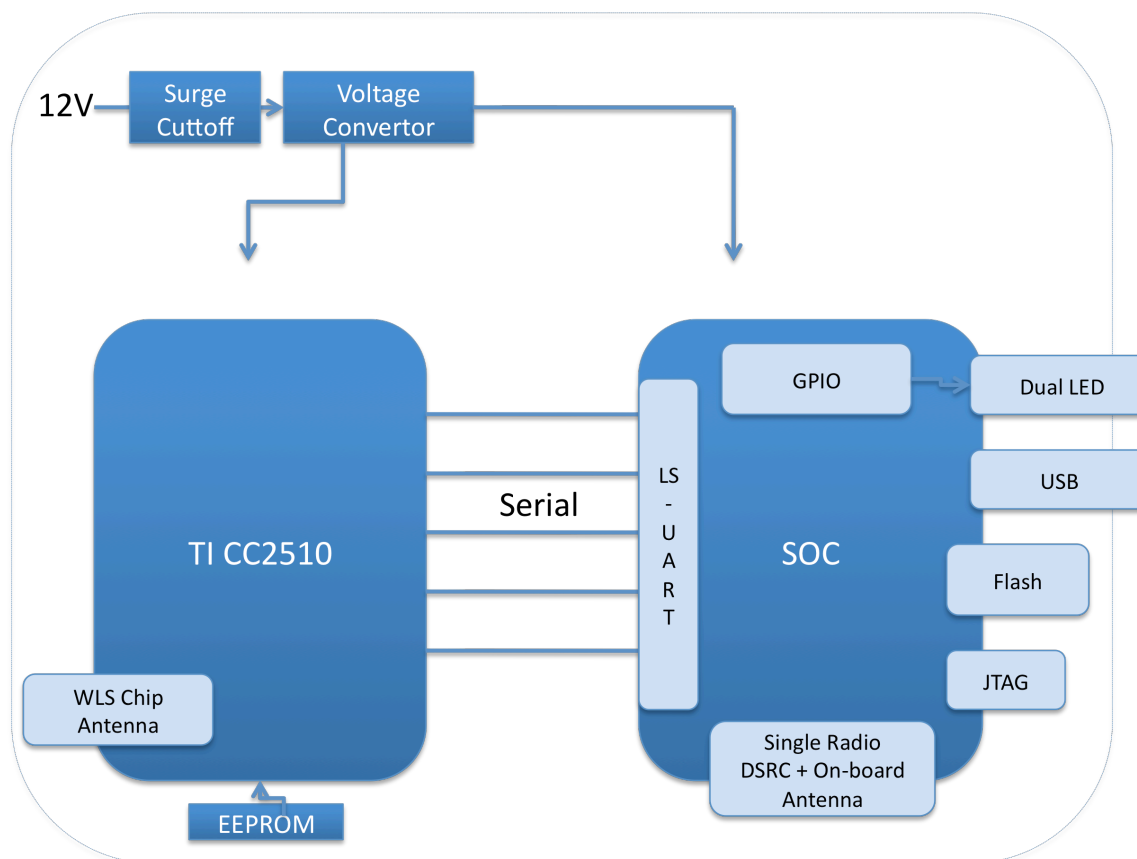 12V
Surge
Cuttoff
Voltage
Convertor
GPIO
Dual LED
LS
-
U
A
R
T
USB
Serial
TI CC2510
SOC
Flash
JTAG
WLS Chip
Antenna
Single Radio
DSRC + On-board
Antenna
EEPROM